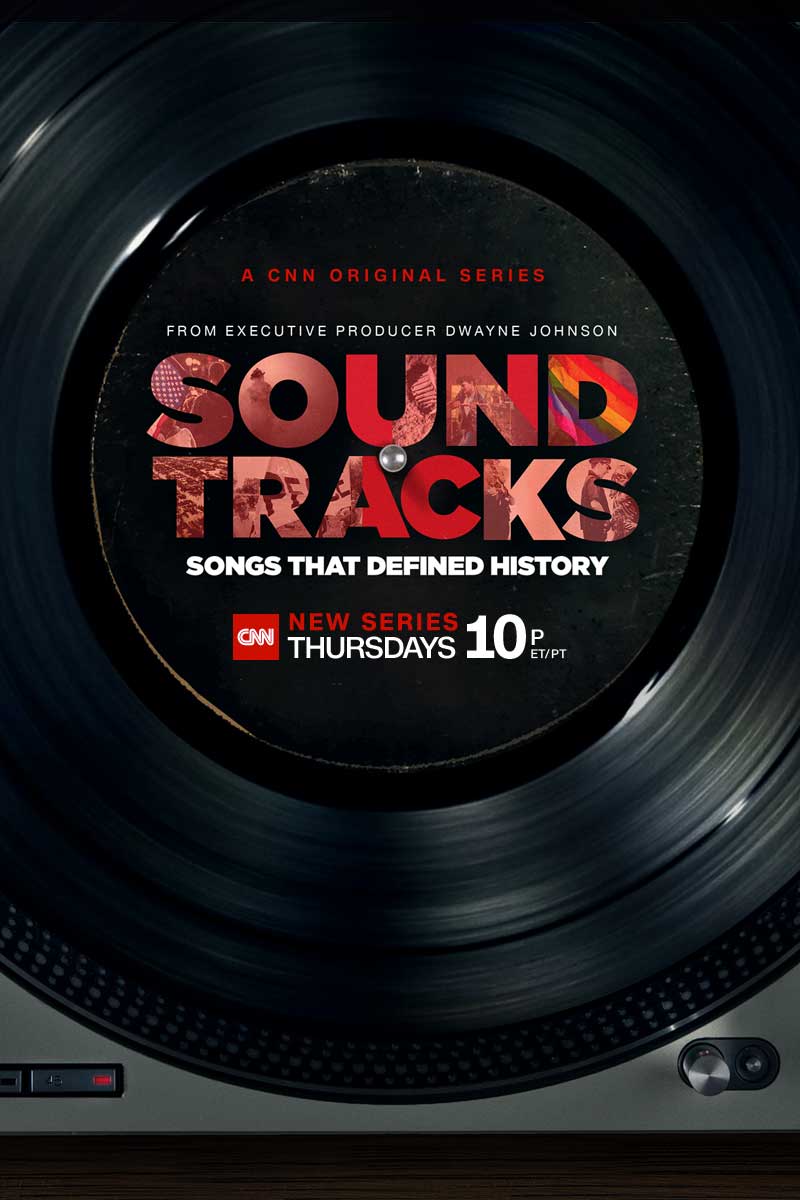 A CNN ORIGINAL SERIES
FROM EXECUTIVE PRODUCER DWAYNE JOHNSON
SOUND
TRACKS
SONGS THAT DEFINED HISTORY
CNN NEW SERIES
THURSDAYS 10P
ET/PT
45